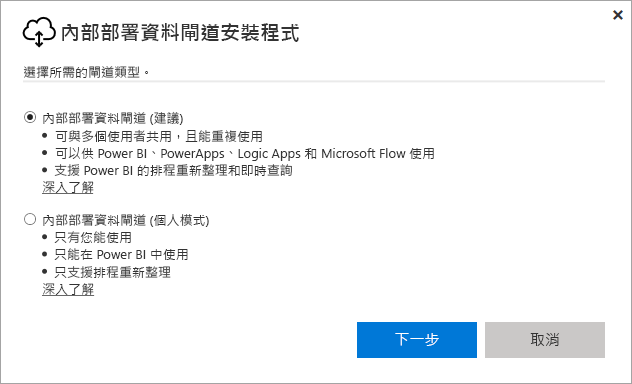 內部部署資料閘道安裝程式
選擇所需的閘道類型。
內部部署資料閘道 (建議)
• 可與多個使用者共用，且能重複使用
• 可以供 Power BI、PowerApps、Logic Apps 和 Microsoft Flow 使用
• 支援 Power BI 的排程重新整理和即時查詢
深入了解
內部部署資料閘道 (個人模式)
• 只有您能使用
• 只能在 Power BI 中使用
• 只支援排程重新整理
深入了解
下一步 取消